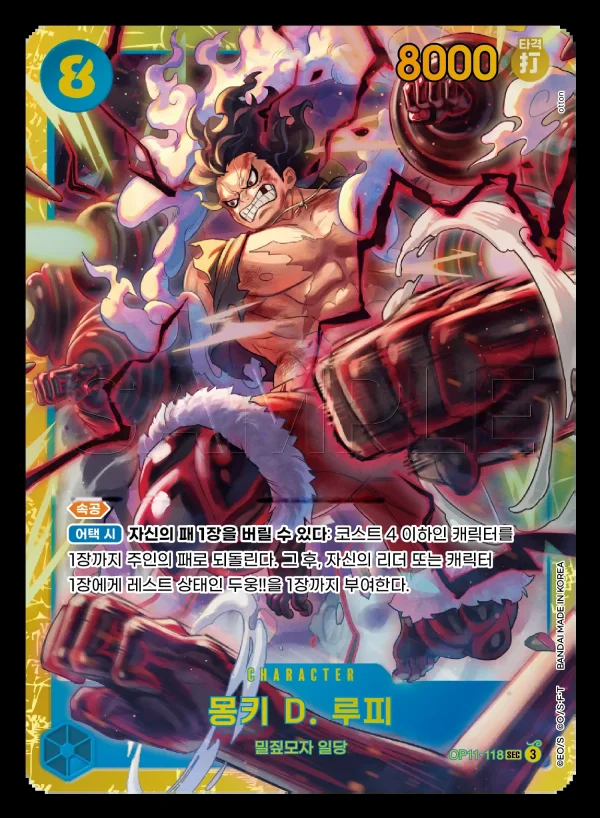 8
8000
타격
打
otron
SAMPLE
속공
어택 시 자신의 패 1장을 버릴 수 있다: 코스트 4 이하인 캐릭터를
1장까지 주인의 패로 되돌린다. 그 후, 자신의 리더 또는 캐릭터
1장에게 레스트 상태인 두웅!!을 1장까지 부여한다.
CHARACTER
몽키 D. 루피
밀짚모자 일당
OP11-118 SEC 3
©EO/S ©O/S·F·T BANDAI MADE IN KOREA